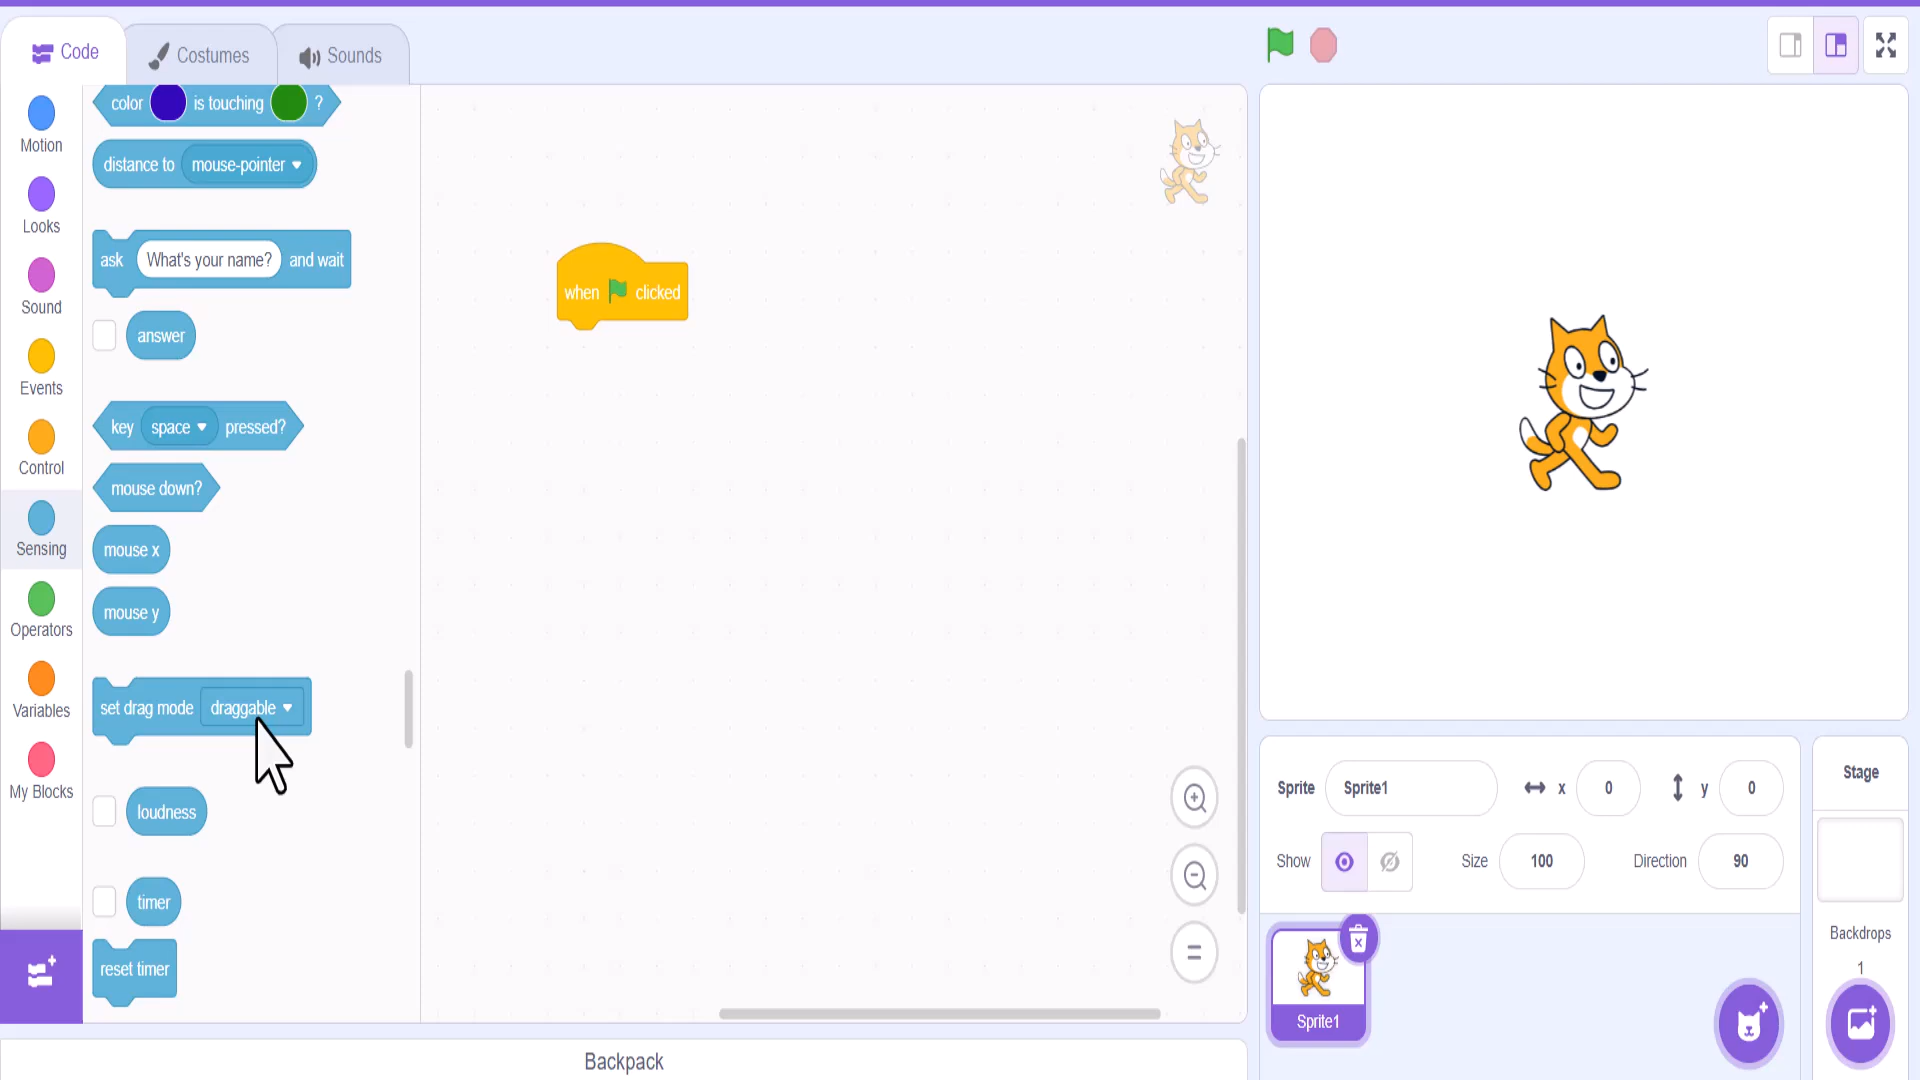 Code
Costumes
Sounds
Motion
Looks
Sound
Events
Control
Sensing
Operators
Variables
My Blocks
color is touching ?
distance to mouse-pointer
ask What's your name? and wait
answer
key space pressed?
mouse down?
mouse x
mouse y
set drag mode draggable
loudness
timer
reset timer
when clicked
Backpack
Sprite Sprite1 x 0 y 0
Show Size 100 Direction 90
Sprite1
Stage
Backdrops
1